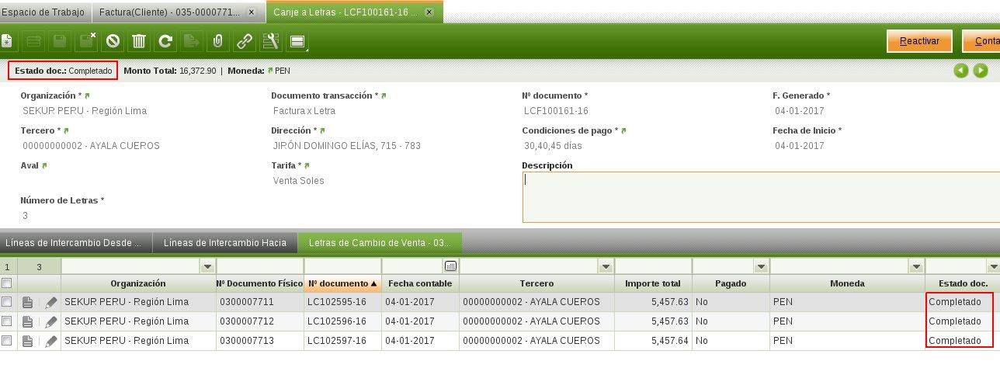 Espacio de Trabajo Factura(Cliente) - 035-0000771... x Canje a Letras - LCF100161-16 ... x
Reactivar Conta
Estado doc.: Completado Monto Total: 16,372.90 | Moneda: PEN
Organización * Documento transacción * Nº documento * F. Generado *
SEKUR PERU - Región Lima Factura x Letra LCF100161-16 04-01-2017
Tercero * Dirección * Condiciones de pago * Fecha de Inicio *
00000000002 - AYALA CUEROS JIRÓN DOMINGO ELÍAS, 715 - 783 30,40,45 días 04-01-2017
Aval Tarifa * Descripción
Venta Soles
Número de Letras *
3
Líneas de Intercambio Desde ... Líneas de Intercambio Hacia Letras de Cambio de Venta - 03...
1 3
Organización Nº Documento Físico Nº documento Fecha contable Tercero Importe total Pagado Moneda Estado doc.
SEKUR PERU - Región Lima 0300007711 LC102595-16 04-01-2017 00000000002 - AYALA CUEROS 5,457.63 No PEN Completado
SEKUR PERU - Región Lima 0300007712 LC102596-16 04-01-2017 00000000002 - AYALA CUEROS 5,457.63 No PEN Completado
SEKUR PERU - Región Lima 0300007713 LC102597-16 04-01-2017 00000000002 - AYALA CUEROS 5,457.64 No PEN Completado